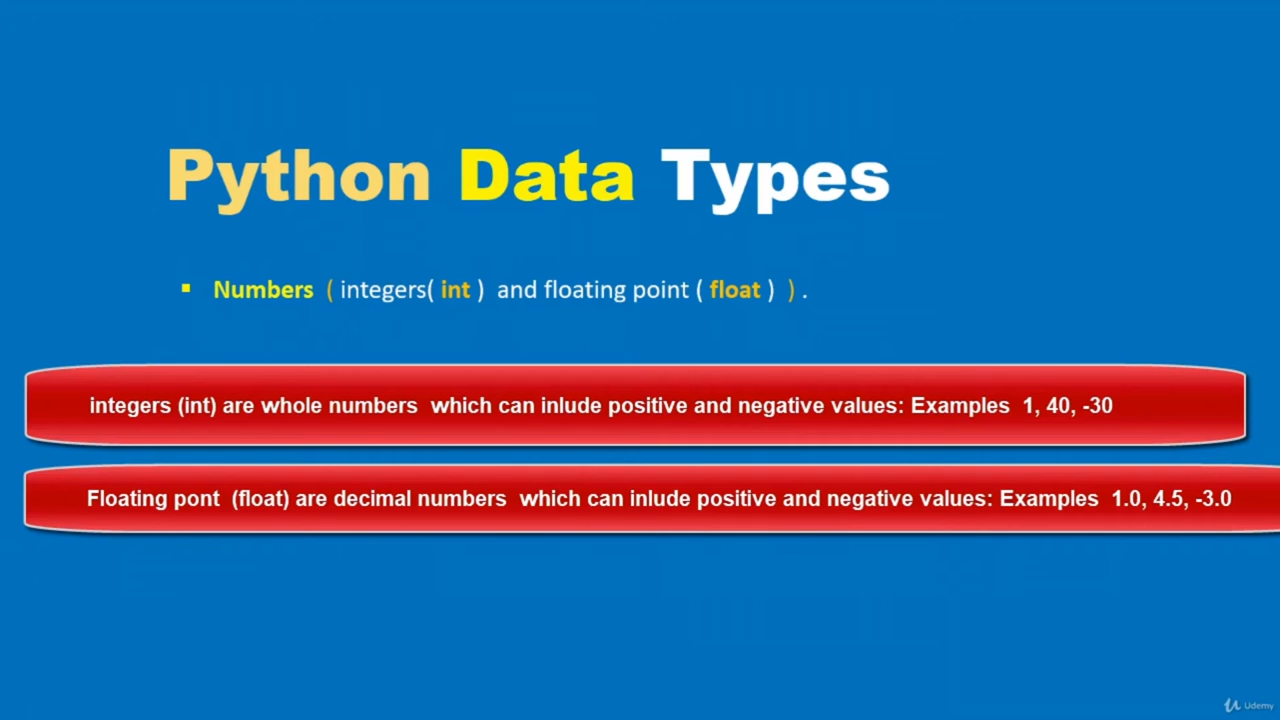 Python Data Types
▪ Numbers ( integers( int ) and floating point ( float ) ) .
integers (int) are whole numbers which can inlude positive and negative values: Examples 1, 40, -30
Floating pont (float) are decimal numbers which can inlude positive and negative values: Examples 1.0, 4.5, -3.0
Udemy